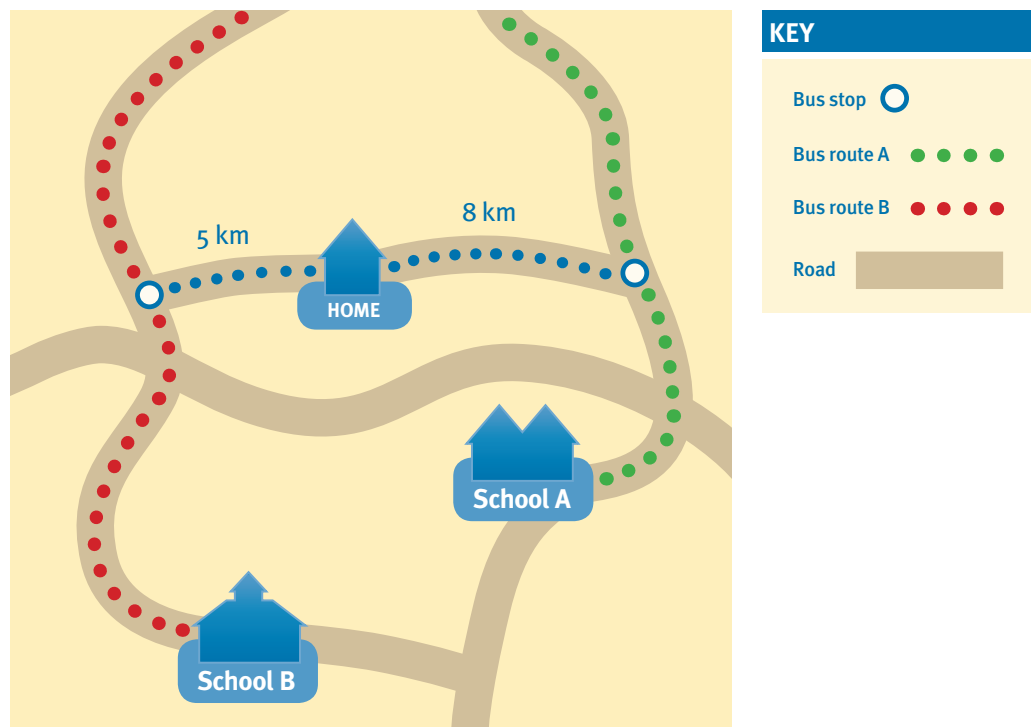 5 km
8 km
HOME
School A
School B
KEY
Bus stop
Bus route A
Bus route B
Road